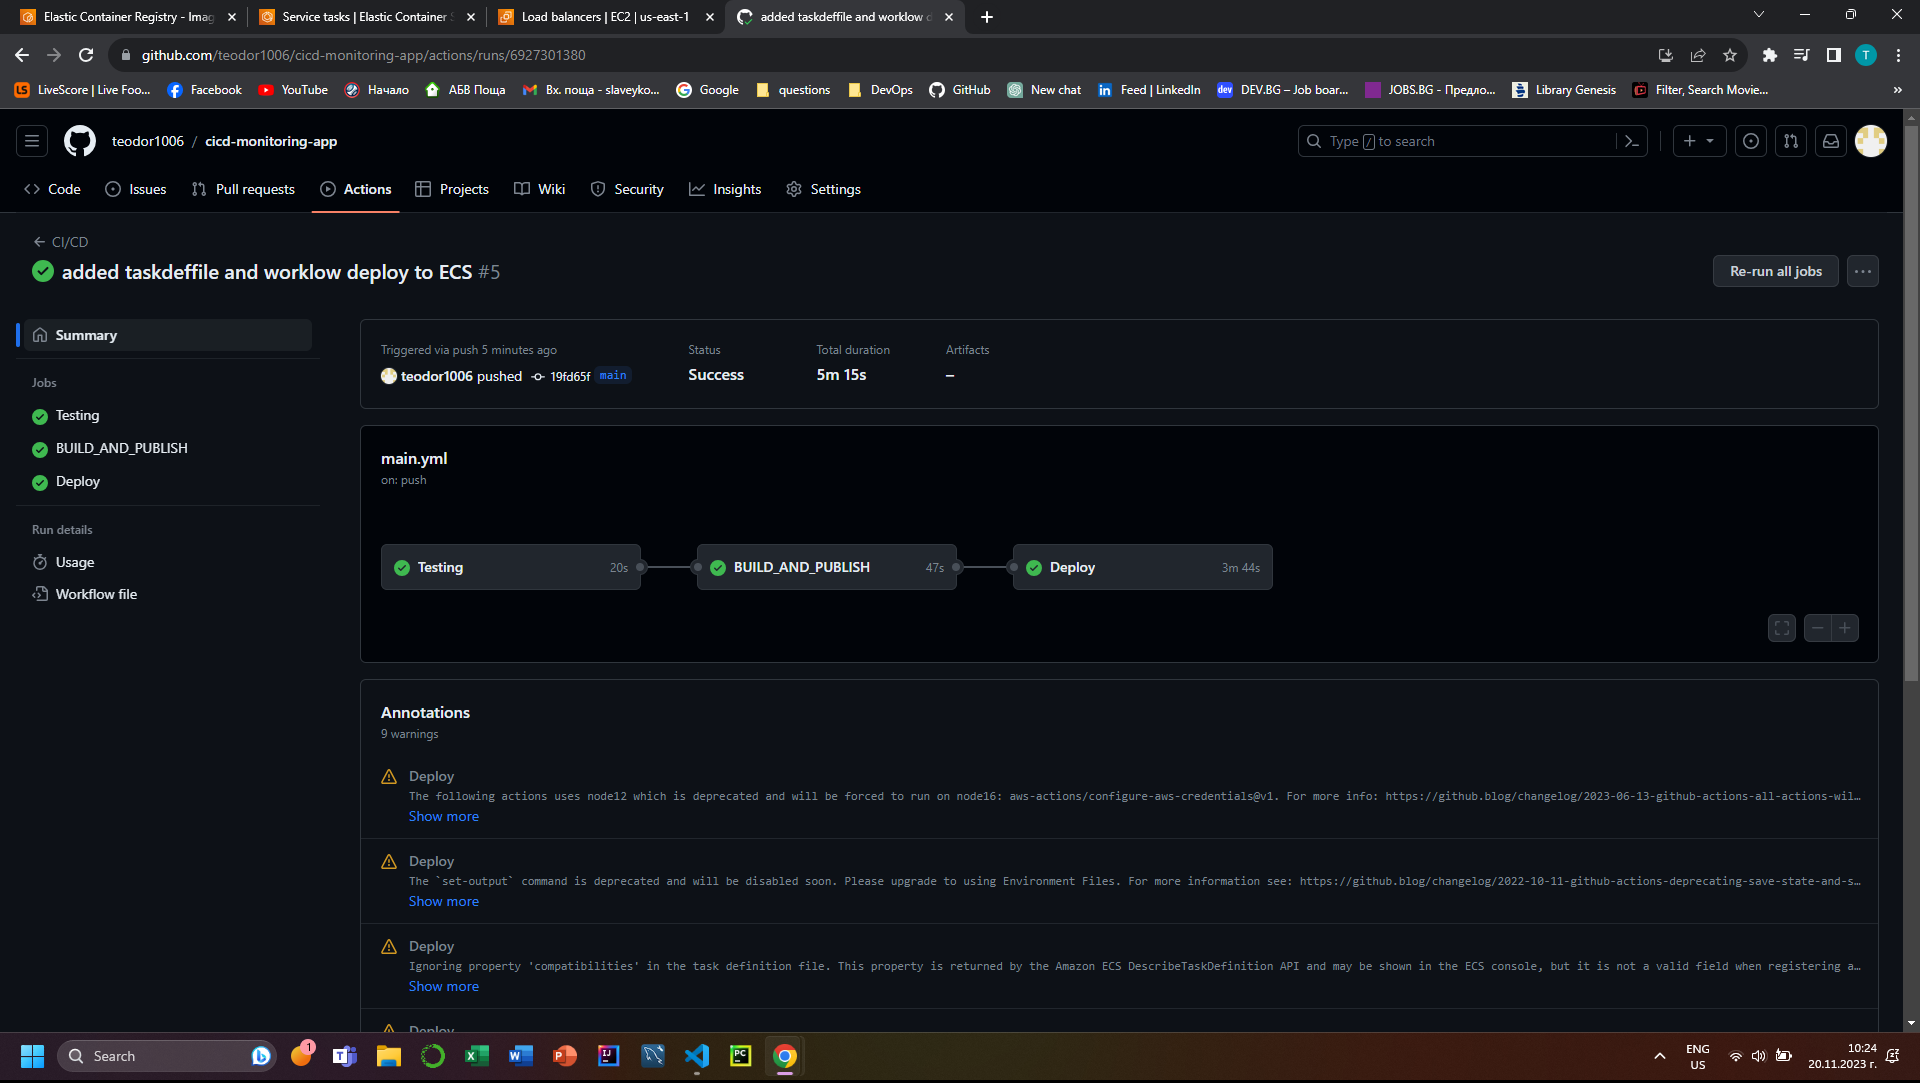 Elastic Container Registry - Imag
Service tasks | Elastic Container S
Load balancers | EC2 | us-east-1
added taskdeffile and worklow d
github.com/teodor1006/cicd-monitoring-app/actions/runs/6927301380
T
LS LiveScore | Live Foo...
Facebook
YouTube
Начало
АБВ Поща
Вх. поща - slaveyko...
Google
questions
DevOps
GitHub
New chat
Feed | LinkedIn
DEV.BG – Job boar...
JOBS.BG - Предло...
Library Genesis
Filter, Search Movie...
»
teodor1006 / cicd-monitoring-app
Type / to search
Code
Issues
Pull requests
Actions
Projects
Wiki
Security
Insights
Settings
← CI/CD
added taskdeffile and worklow deploy to ECS #5
Re-run all jobs
Summary
Jobs
Testing
BUILD_AND_PUBLISH
Deploy
Run details
Usage
Workflow file
Triggered via push 5 minutes ago
teodor1006 pushed 19fd65f main
Status
Success
Total duration
5m 15s
Artifacts
–
main.yml
on: push
Testing 20s
BUILD_AND_PUBLISH 47s
Deploy 3m 44s
Annotations
9 warnings
Deploy
The following actions uses node12 which is deprecated and will be forced to run on node16: aws-actions/configure-aws-credentials@v1. For more info: https://github.blog/changelog/2023-06-13-github-actions-all-actions-wil…
Show more
Deploy
The `set-output` command is deprecated and will be disabled soon. Please upgrade to using Environment Files. For more information see: https://github.blog/changelog/2022-10-11-github-actions-deprecating-save-state-and-s…
Show more
Deploy
Ignoring property 'compatibilities' in the task definition file. This property is returned by the Amazon ECS DescribeTaskDefinition API and may be shown in the ECS console, but it is not a valid field when registering a…
Show more
Deploy
Search
1
ENG
US
10:24
20.11.2023 г.